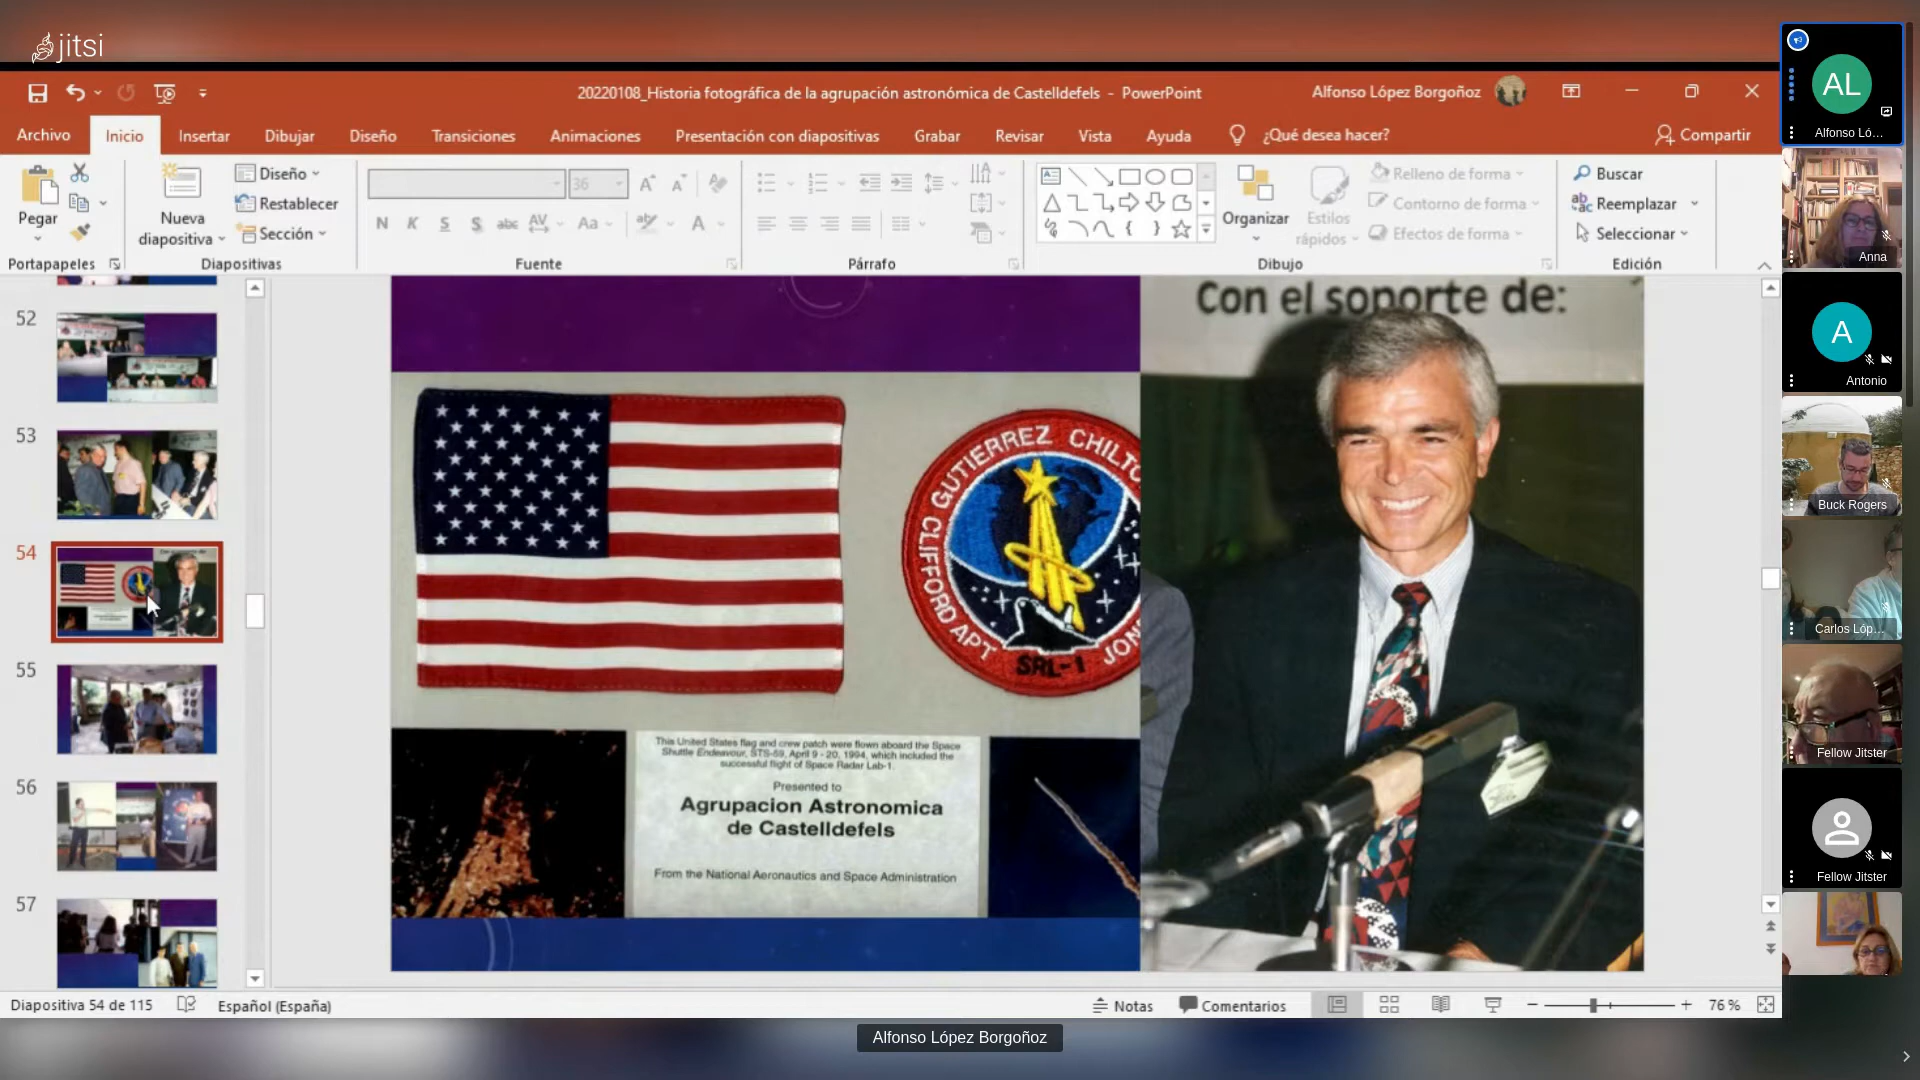 jitsi
20220108_Historia fotográfica de la agrupación astronómica de Castelldefels - PowerPoint
Alfonso López Borgoñoz
Archivo
Inicio
Insertar
Dibujar
Diseño
Transiciones
Animaciones
Presentación con diapositivas
Grabar
Revisar
Vista
Ayuda
¿Qué desea hacer?
Compartir
Pegar
Portapapeles
Nueva
diapositiva
Diseño
Restablecer
Sección
Diapositivas
36
N K S S abc AV Aa A
Fuente
Párrafo
Organizar
Estilos
rápidos
Relleno de forma
Contorno de forma
Efectos de forma
Dibujo
Buscar
Reemplazar
Seleccionar
Edición
52
53
54
55
56
57
Con el soporte de:
GUTIERREZ CHILTO
CLIFFORD APT
SRL-1
JON
This United States flag and crew patch were flown aboard the Space
Shuttle Endeavour, STS-59, April 9 - 20, 1994, which included the
successful flight of Space Radar Lab-1.
Presented to
Agrupacion Astronomica
de Castelldefels
From the National Aeronautics and Space Administration
Diapositiva 54 de 115
Español (España)
Notas
Comentarios
76 %
Alfonso López Borgoñoz
AL
Alfonso Ló...
Anna
A
Antonio
Buck Rogers
Carlos Lóp...
Fellow Jitster
Fellow Jitster